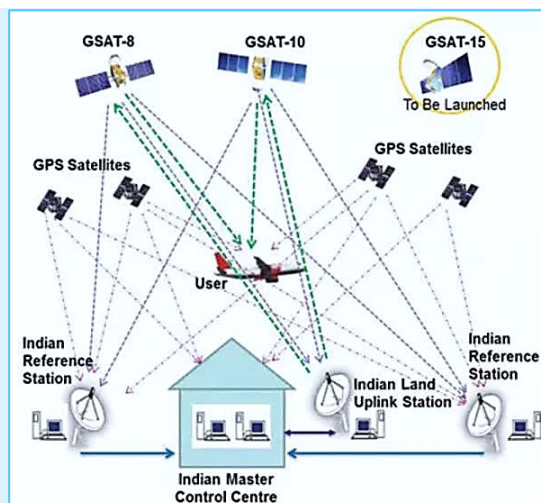 GSAT-8
GSAT-10
GSAT-15
To Be Launched
GPS Satellites
GPS Satellites
User
Indian
Reference
Station
Indian Land
Uplink Station
Indian
Reference
Station
Indian Master
Control Centre